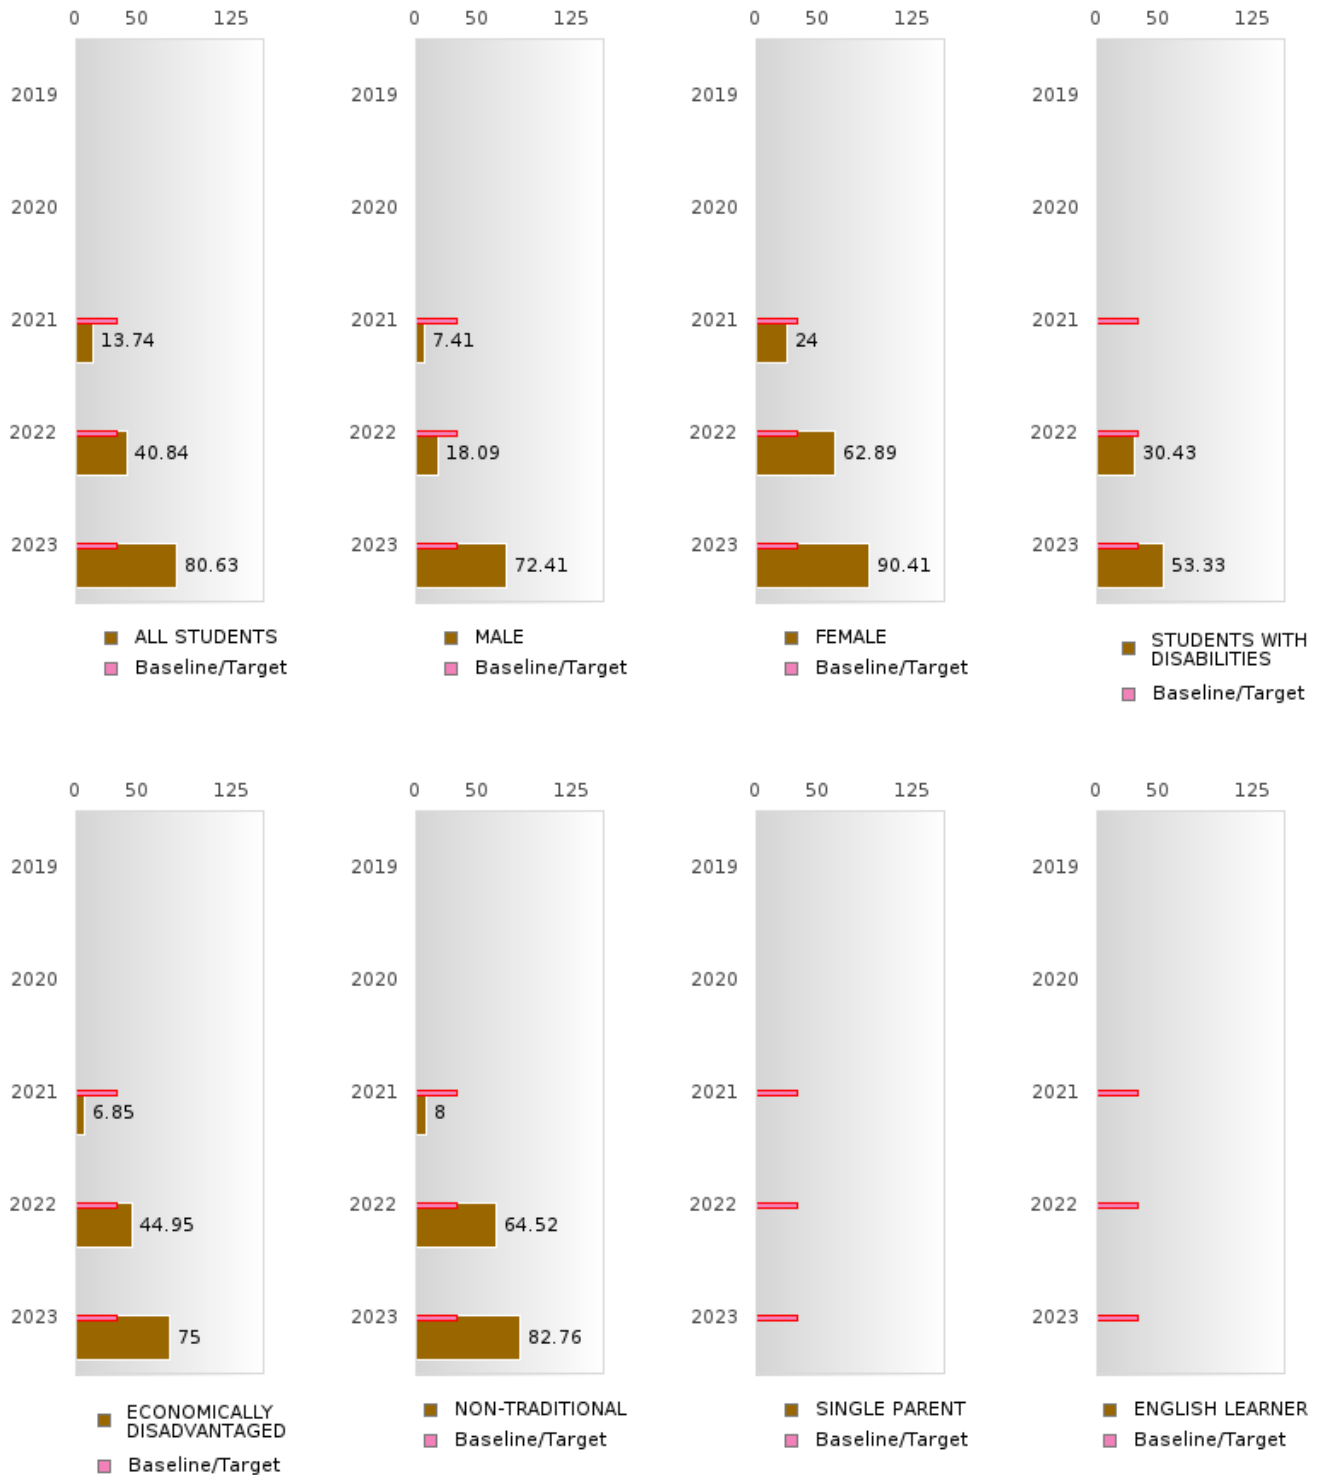 0 50 125 0 50 125 0 50 125 0 50 125
2019 2019 2019 2019
2020 2020 2020 2020
2021 2021 2021 2021
13.74 7.41 24
2022 2022 2022 2022
40.84 18.09 62.89 30.43
2023 2023 2023 2023
80.63 72.41 90.41 53.33
ALL STUDENTS MALE FEMALE STUDENTS WITH
DISABILITIES
Baseline/Target Baseline/Target Baseline/Target
Baseline/Target
0 50 125 0 50 125 0 50 125 0 50 125
2019 2019 2019 2019
2020 2020 2020 2020
2021 2021 2021 2021
6.85 8
2022 2022 2022 2022
44.95 64.52
2023 2023 2023 2023
75 82.76
ECONOMICALLY NON-TRADITIONAL SINGLE PARENT ENGLISH LEARNER
DISADVANTAGED
Baseline/Target Baseline/Target Baseline/Target
Baseline/Target